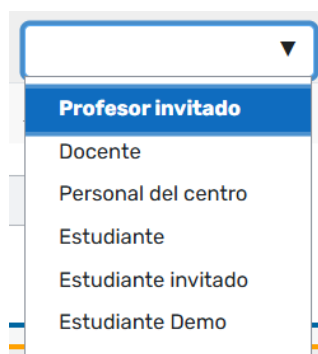 Profesor invitado
Docente
Personal del centro
Estudiante
Estudiante invitado
Estudiante Demo